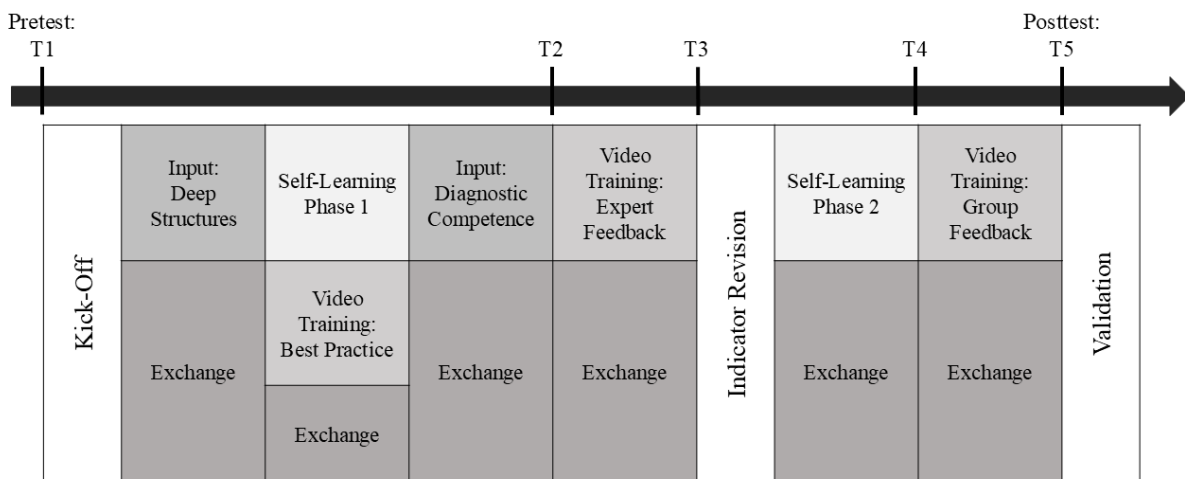 Pretest:
Posttest:
T1
T2
T3
T4
T5
Kick-Off
Input:
Deep
Structures
Exchange
Self-Learning
Phase 1
Video
Training:
Best Practice
Exchange
Input:
Diagnostic
Competence
Exchange
Video
Training:
Expert
Feedback
Exchange
Indicator Revision
Self-Learning
Phase 2
Exchange
Video
Training:
Group
Feedback
Exchange
Validation